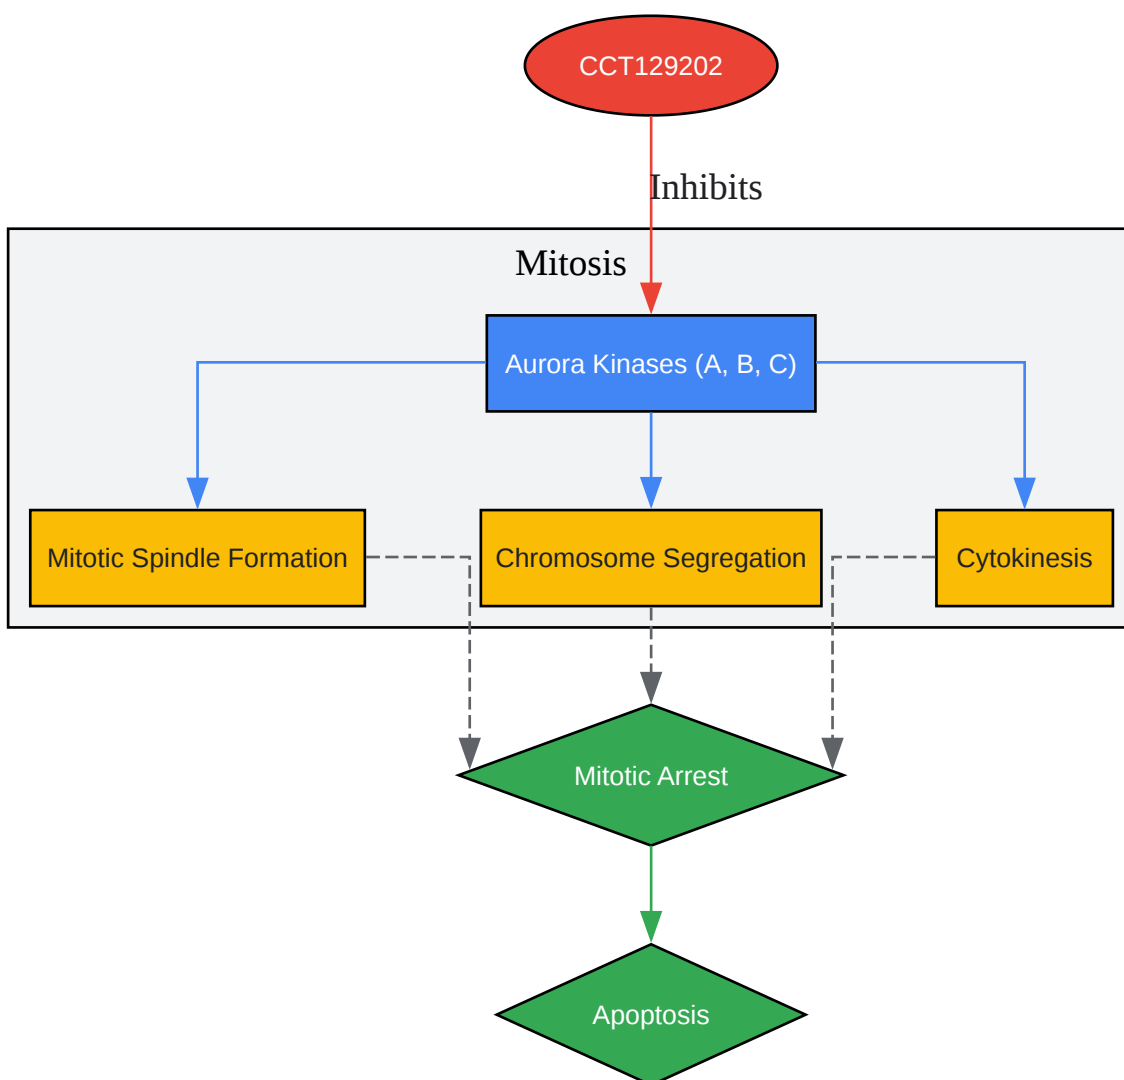 CCT129202
Inhibits
Mitosis
Aurora Kinases (A, B, C)
Mitotic Spindle Formation
Chromosome Segregation
Cytokinesis
Mitotic Arrest
Apoptosis